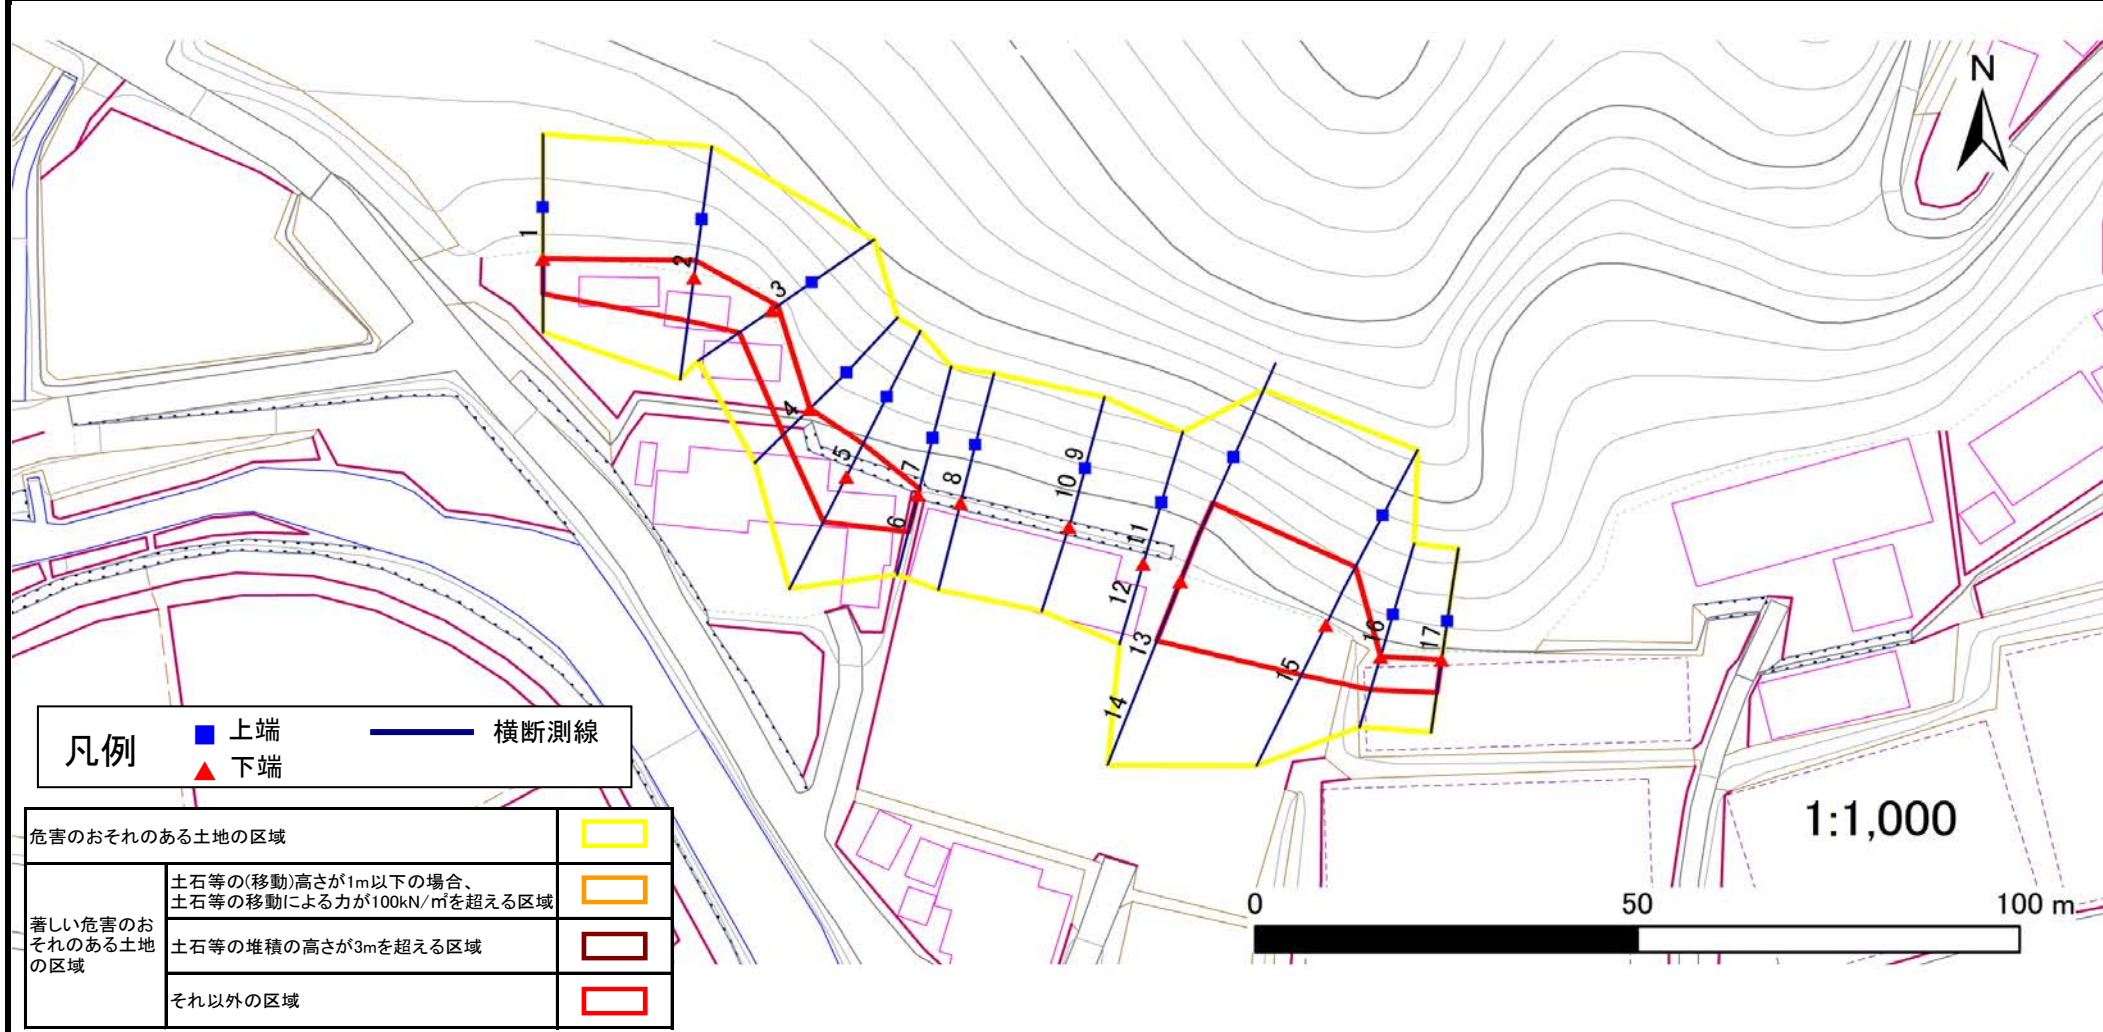 N
1
2
3
4
5
6
7
8
9
10
11
12
13
14
15
16
17
凡例
上端
下端
横断測線
危害のおそれのある土地の区域
著しい危害のお
それのある土地
の区域
土石等の(移動)高さが1m以下の場合、
土石等の移動による力が100kN/㎡を超える区域
土石等の堆積の高さが3mを超える区域
それ以外の区域
1:1,000
0 50 100 m